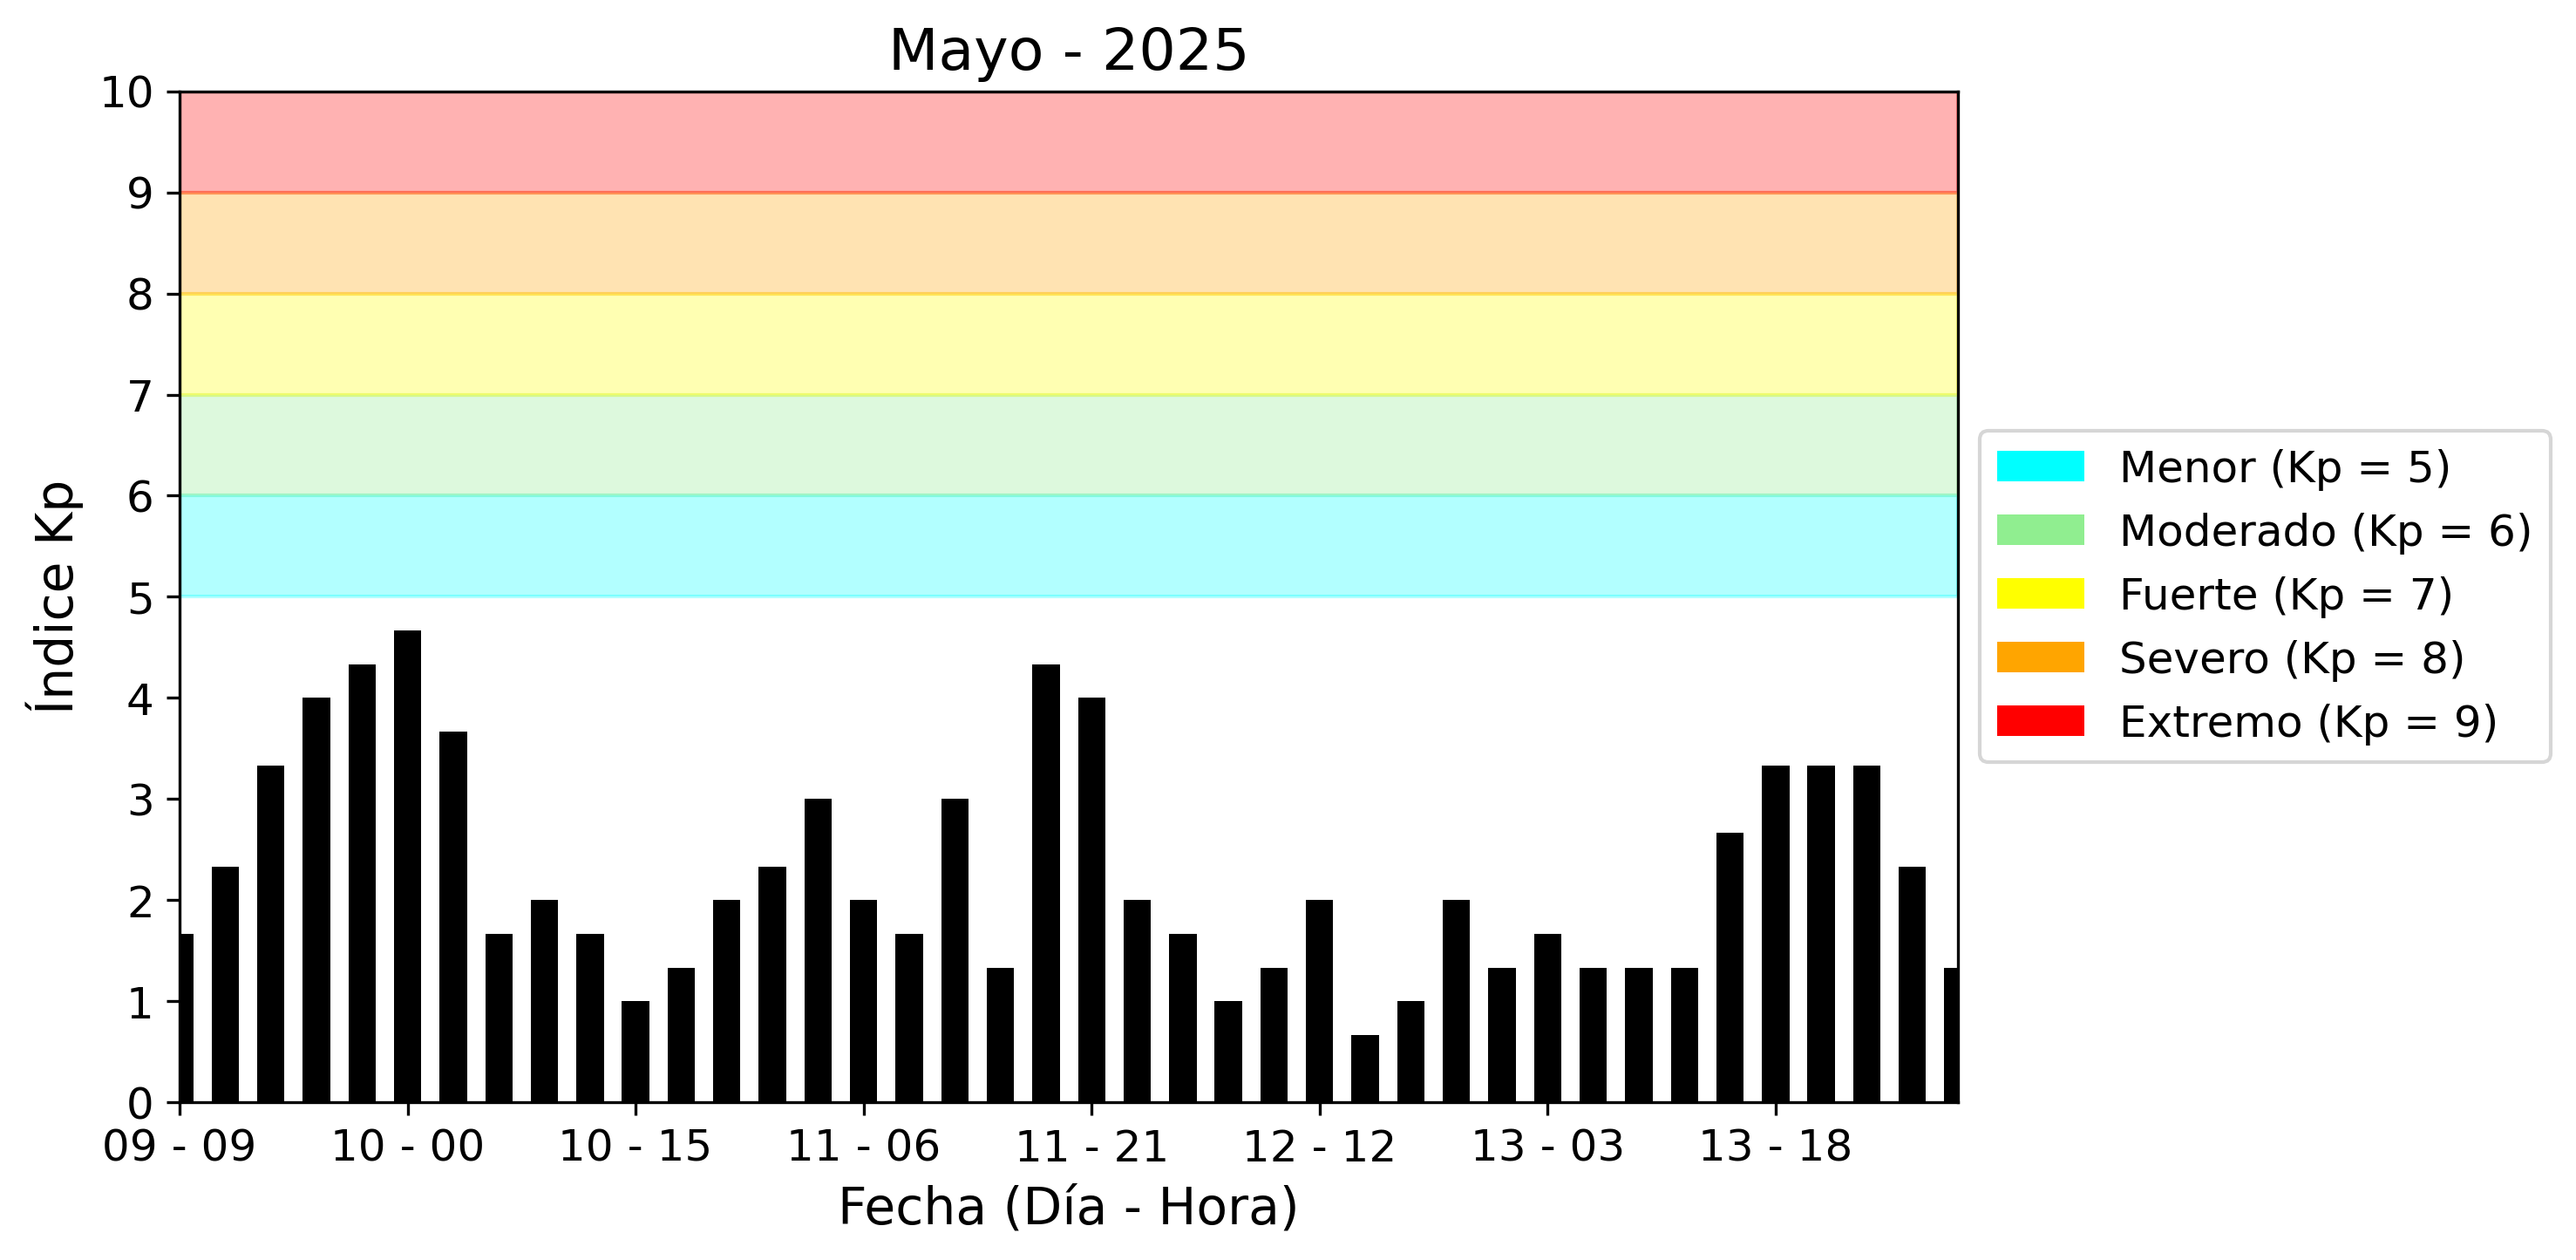 Mayo - 2025
10
9
8
7
6
5
4
3
2
1
0
Índice Kp
09 - 09
10 - 00
10 - 15
11 - 06
11 - 21
12 - 12
13 - 03
13 - 18
Fecha (Día - Hora)
Menor (Kp = 5)
Moderado (Kp = 6)
Fuerte (Kp = 7)
Severo (Kp = 8)
Extremo (Kp = 9)